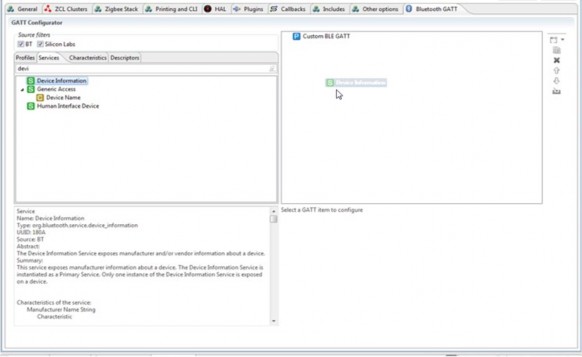 General ZCL Clusters Zigbee Stack Printing and CLI HAL Plugins Callbacks Includes Other options Bluetooth GATT
GATT Configurator
Source filters
BT Silicon Labs
Profiles Services Characteristics Descriptors
devi
S Device Information
S Generic Access
C Device Name
S Human Interface Device
P Custom BLE GATT
S Device Information
Service
Name: Device Information
Type: org.bluetooth.service.device_information
UUID: 180A
Source: BT
Abstract:
The Device Information Service exposes manufacturer and/or vendor information about a device.
Summary:
This service exposes manufacturer information about a device. The Device Information Service is
instantiated as a Primary Service. Only one instance of the Device Information Service is exposed
on a device.
Characteristics of the service:
Manufacturer Name String
Characteristic
Select a GATT item to configure